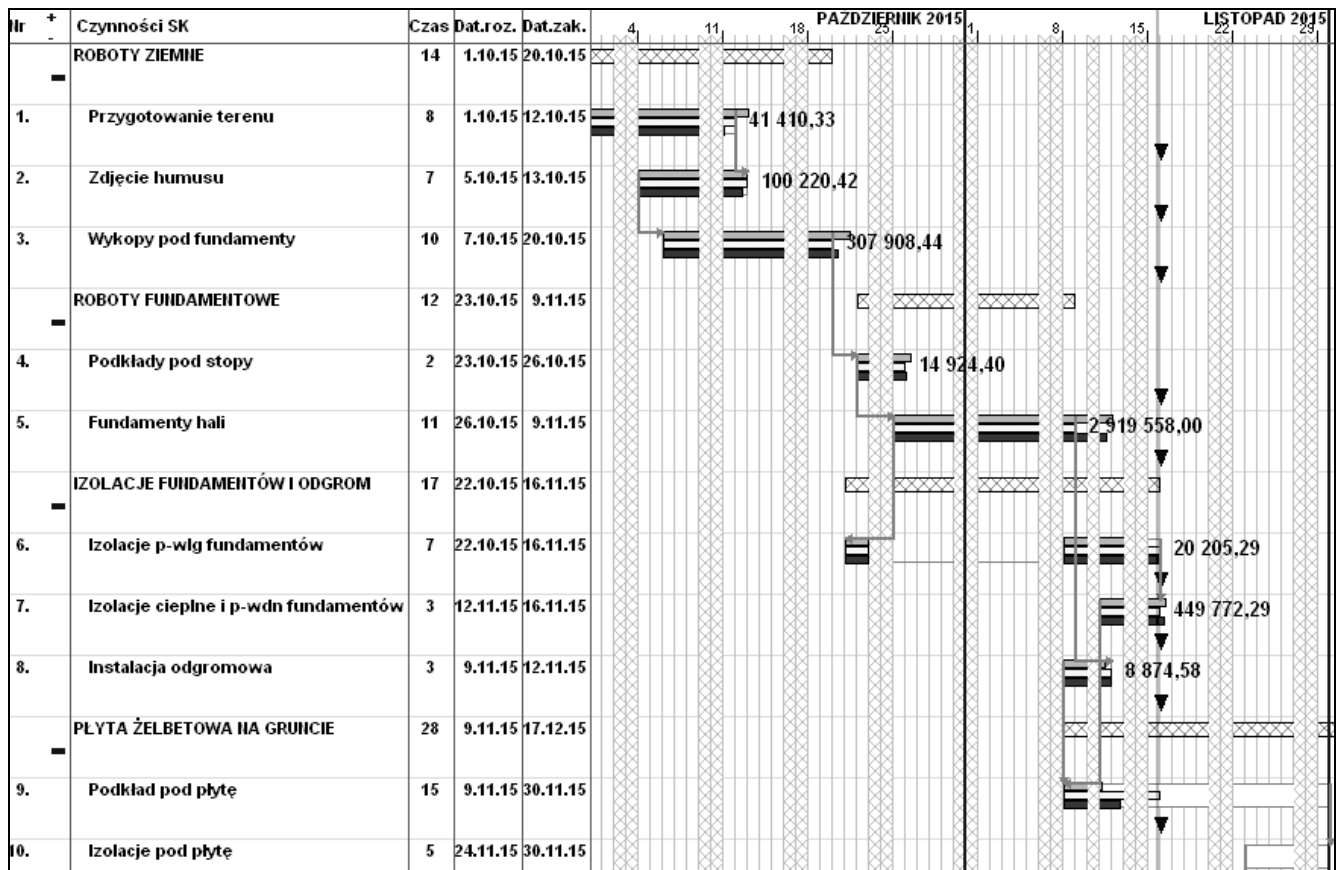 Nr + - Czynności SK Czas Dat.roz. Dat.zak. PAŹDZIERNIK 2015 LISTOPAD 2015
4 11 18 25 1 8 15 22 29
ROBOTY ZIEMNE 14 1.10.15 20.10.15
1. Przygotowanie terenu 8 1.10.15 12.10.15 41 410,33
2. Zdjęcie humusu 7 5.10.15 13.10.15 100 220,42
3. Wykopy pod fundamenty 10 7.10.15 20.10.15 307 908,44
ROBOTY FUNDAMENTOWE 12 23.10.15 9.11.15
4. Podkłady pod stopy 2 23.10.15 26.10.15 14 924,40
5. Fundamenty hali 11 26.10.15 9.11.15 2 919 558,00
IZOLACJE FUNDAMENTÓW I ODGROM 17 22.10.15 16.11.15
6. Izolacje p-wlg fundamentów 7 22.10.15 16.11.15 20 205,29
7. Izolacje cieplne i p-wdn fundamentów 3 12.11.15 16.11.15 449 772,29
8. Instalacja odgromowa 3 9.11.15 12.11.15 8 874,58
PŁYTA ŻELBETOWA NA GRUNCIE 28 9.11.15 17.12.15
9. Podkład pod płytę 15 9.11.15 30.11.15
10. Izolacje pod płytę 5 24.11.15 30.11.15